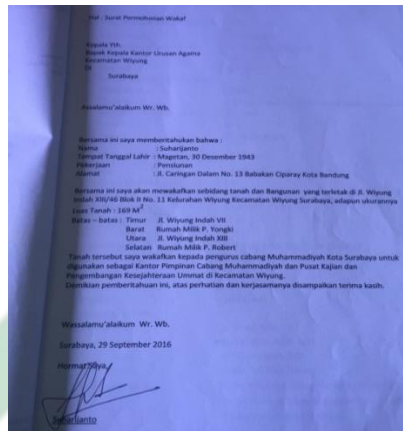 Hal : Surat Permohonan Wakaf
Kepada Yth.
Bapak Kepala Kantor Urusan Agama
Kecamatan Wiyung
Di
Surabaya
Assalamu'alaikum Wr. Wb.
Bersama ini saya memberitahukan bahwa :
Nama : Suharijanto
Tempat Tanggal Lahir : Magetan, 30 Desember 1943
Pekerjaan : Pensiunan
Alamat : Jl. Caringan Dalam No. 13 Babakan Ciparay Kota Bandung
Bersama ini saya akan mewakafkan sebidang tanah dan Bangunan yang terletak di Jl. Wiyung
Indah XIII/46 Blok II No. 11 Kelurahan Wiyung Kecamatan Wiyung Surabaya, adapun ukurannya
Luas Tanah : 169 M²
Batas – batas : Timur Jl. Wiyung Indah VII
Barat Rumah Milik P. Yongki
Utara Jl. Wiyung Indah XIII
Selatan Rumah Milik P. Robert
Tanah tersebut saya wakafkan kepada pengurus cabang Muhammadiyah Kota Surabaya untuk
digunakan sebagai Kantor Pimpinan Cabang Muhammadiyah dan Pusat Kajian dan
Pengembangan Kesejahteraan Ummat di Kecamatan Wiyung.
Demikian pemberitahuan ini, atas perhatian dan kerjasamanya disampaikan terima kasih.
Wassalamu'alaikum Wr. Wb.
Surabaya, 29 September 2016
Hormat Saya,
Suharijanto